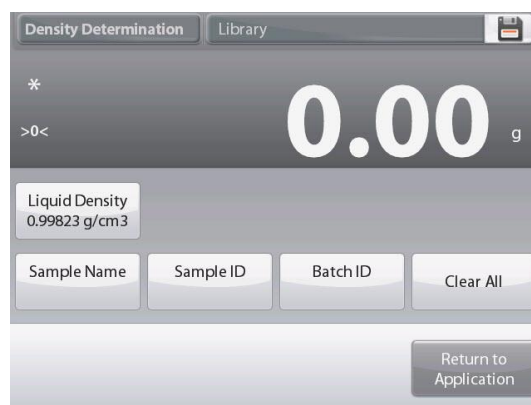 Density Determination Library
*
0.00 g
>0<
Liquid Density
0.99823 g/cm3
Sample Name Sample ID Batch ID Clear All
Return to
Application